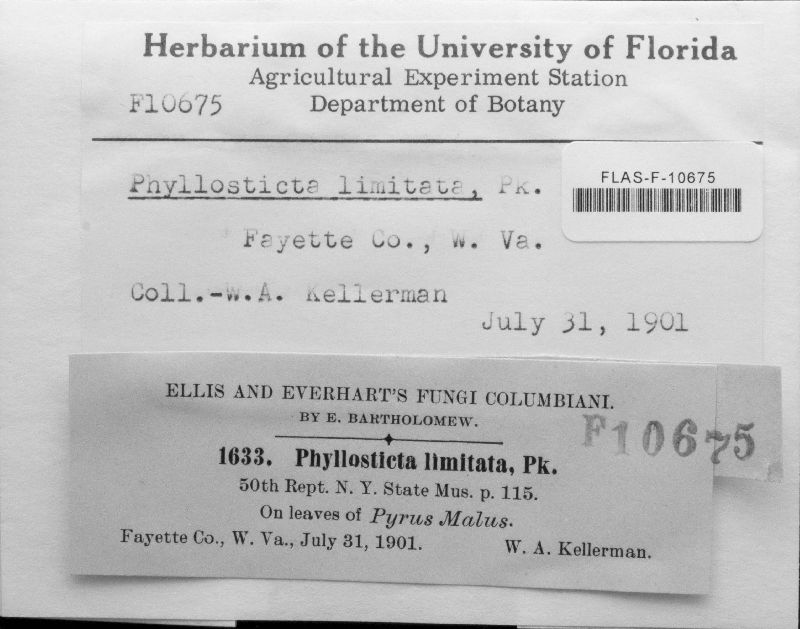 Herbarium of the University of Florida
Agricultural Experiment Station
F10675 Department of Botany
FLAS-F-10675
Phyllosticta limitata, Pk.
Fayette Co., W. Va.
Coll.-W.A. Kellerman
July 31, 1901
ELLIS AND EVERHART'S FUNGI COLUMBIANI.
BY E. BARTHOLOMEW.
F10675
1633. Phyllosticta limitata, Pk.
50th Rept. N. Y. State Mus. p. 115.
On leaves of Pyrus Malus.
Fayette Co., W. Va., July 31, 1901. W. A. Kellerman.